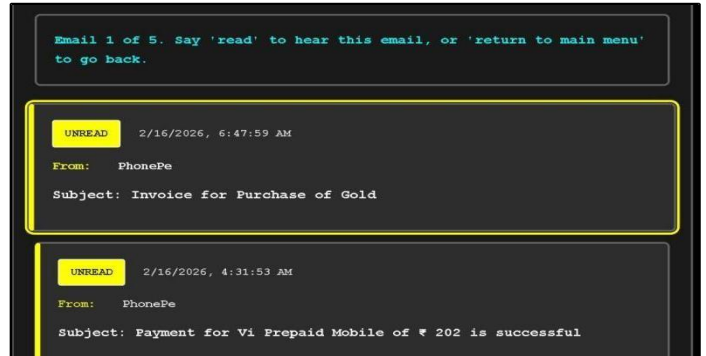 Email 1 of 5. Say 'read' to hear this email, or 'return to main menu'
to go back.
UNREAD 2/16/2026, 6:47:59 AM
From: PhonePe
Subject: Invoice for Purchase of Gold
UNREAD 2/16/2026, 4:31:53 AM
From: PhonePe
Subject: Payment for Vi Prepaid Mobile of ₹ 202 is successful